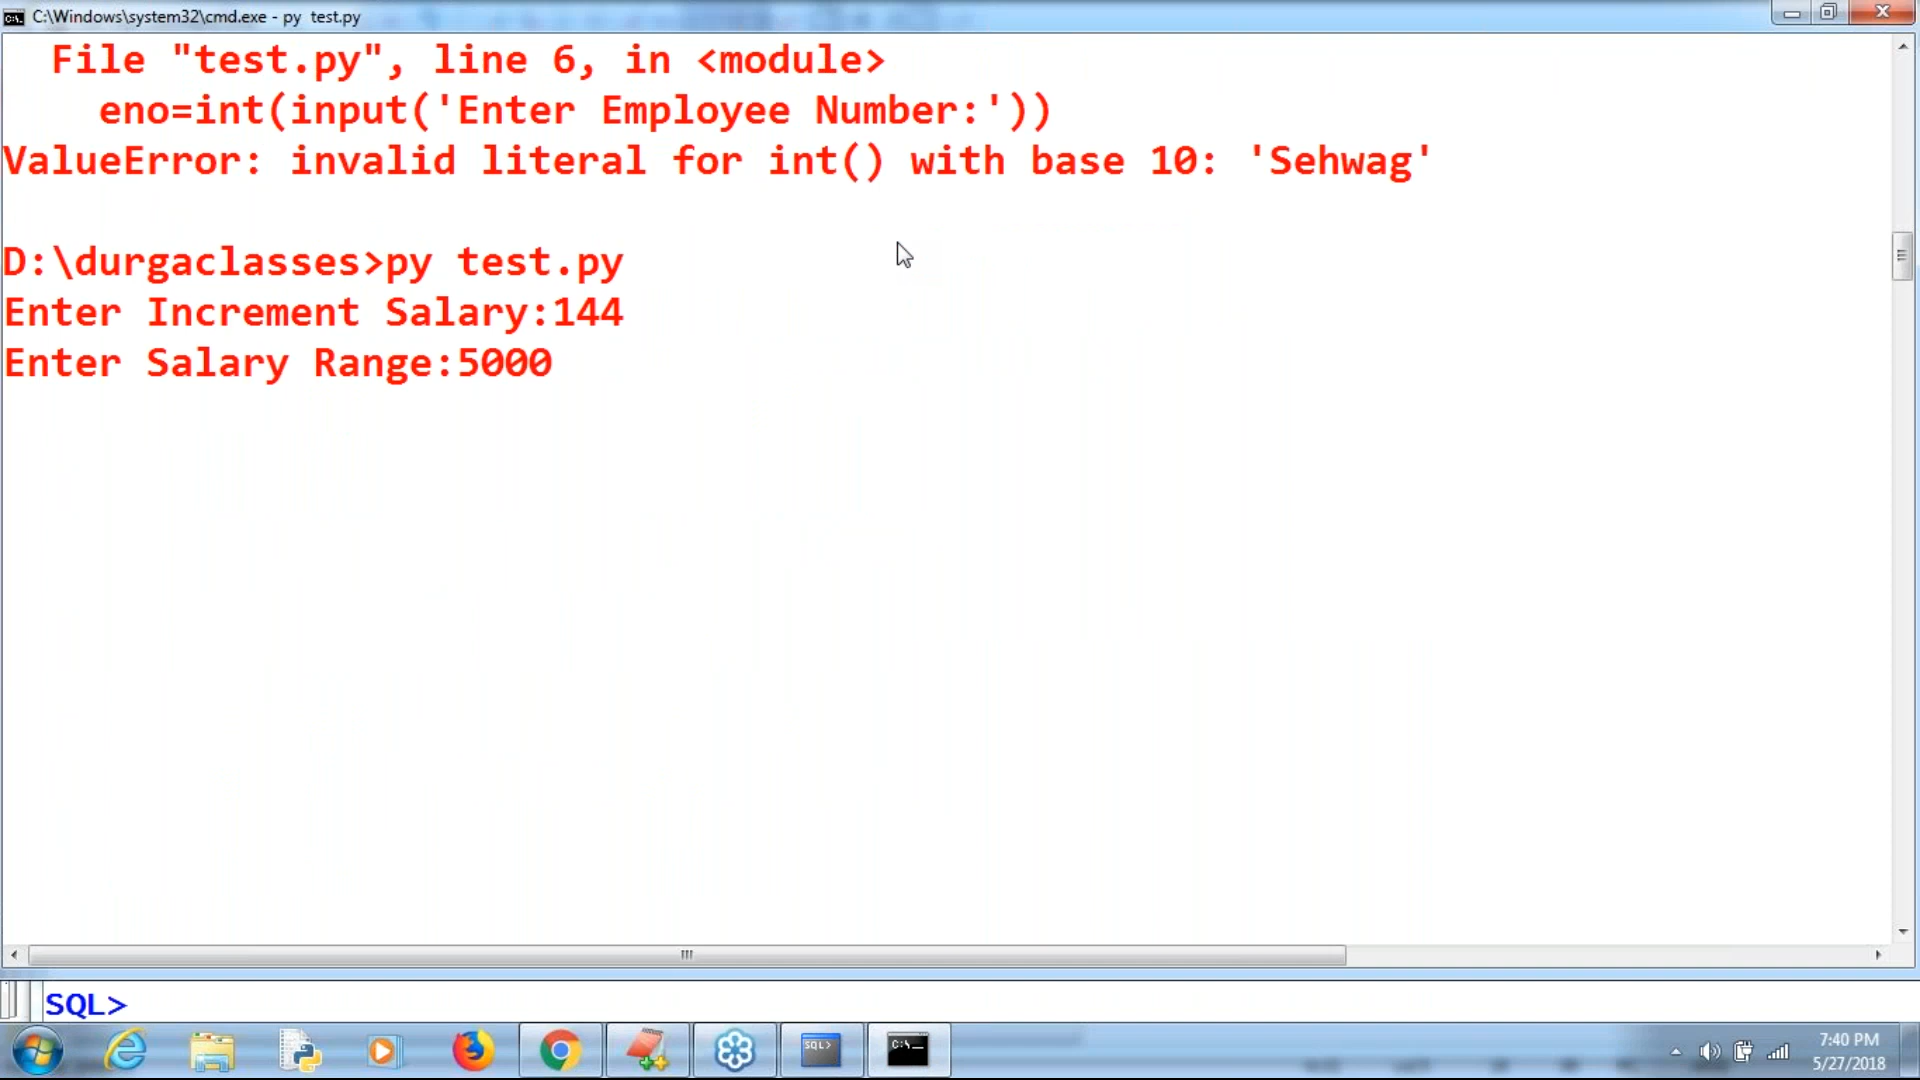 C:\Windows\system32\cmd.exe - py  test.py
File "test.py", line 6, in <module>
eno=int(input('Enter Employee Number:'))
ValueError: invalid literal for int() with base 10: 'Sehwag'
D:\durgaclasses>py test.py
Enter Increment Salary:144
Enter Salary Range:5000
SQL>
SQL>
C:\_
7:40 PM
5/27/2018